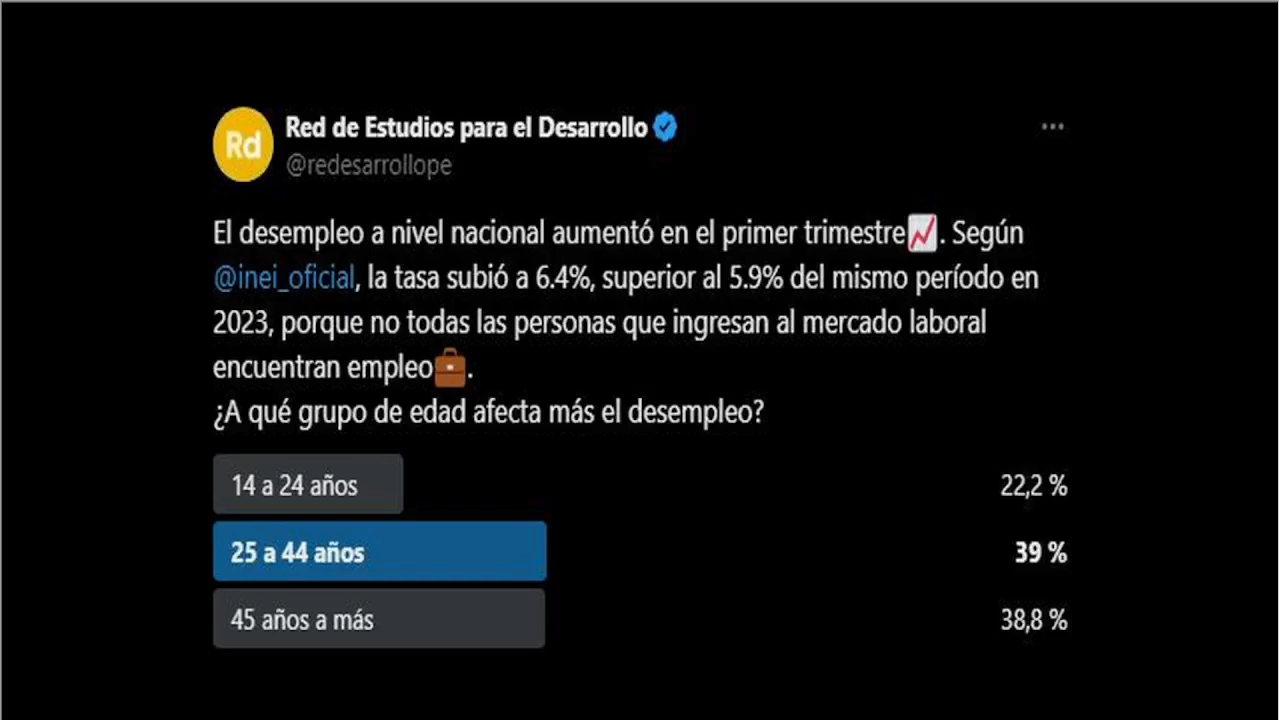 Rd
Red de Estudios para el Desarrollo
@redesarrollope
El desempleo a nivel nacional aumentó en el primer trimestre📈. Según
@inei_oficial, la tasa subió a 6.4%, superior al 5.9% del mismo período en
2023, porque no todas las personas que ingresan al mercado laboral
encuentran empleo💼.
¿A qué grupo de edad afecta más el desempleo?
14 a 24 años 22,2 %
25 a 44 años 39 %
45 años a más 38,8 %